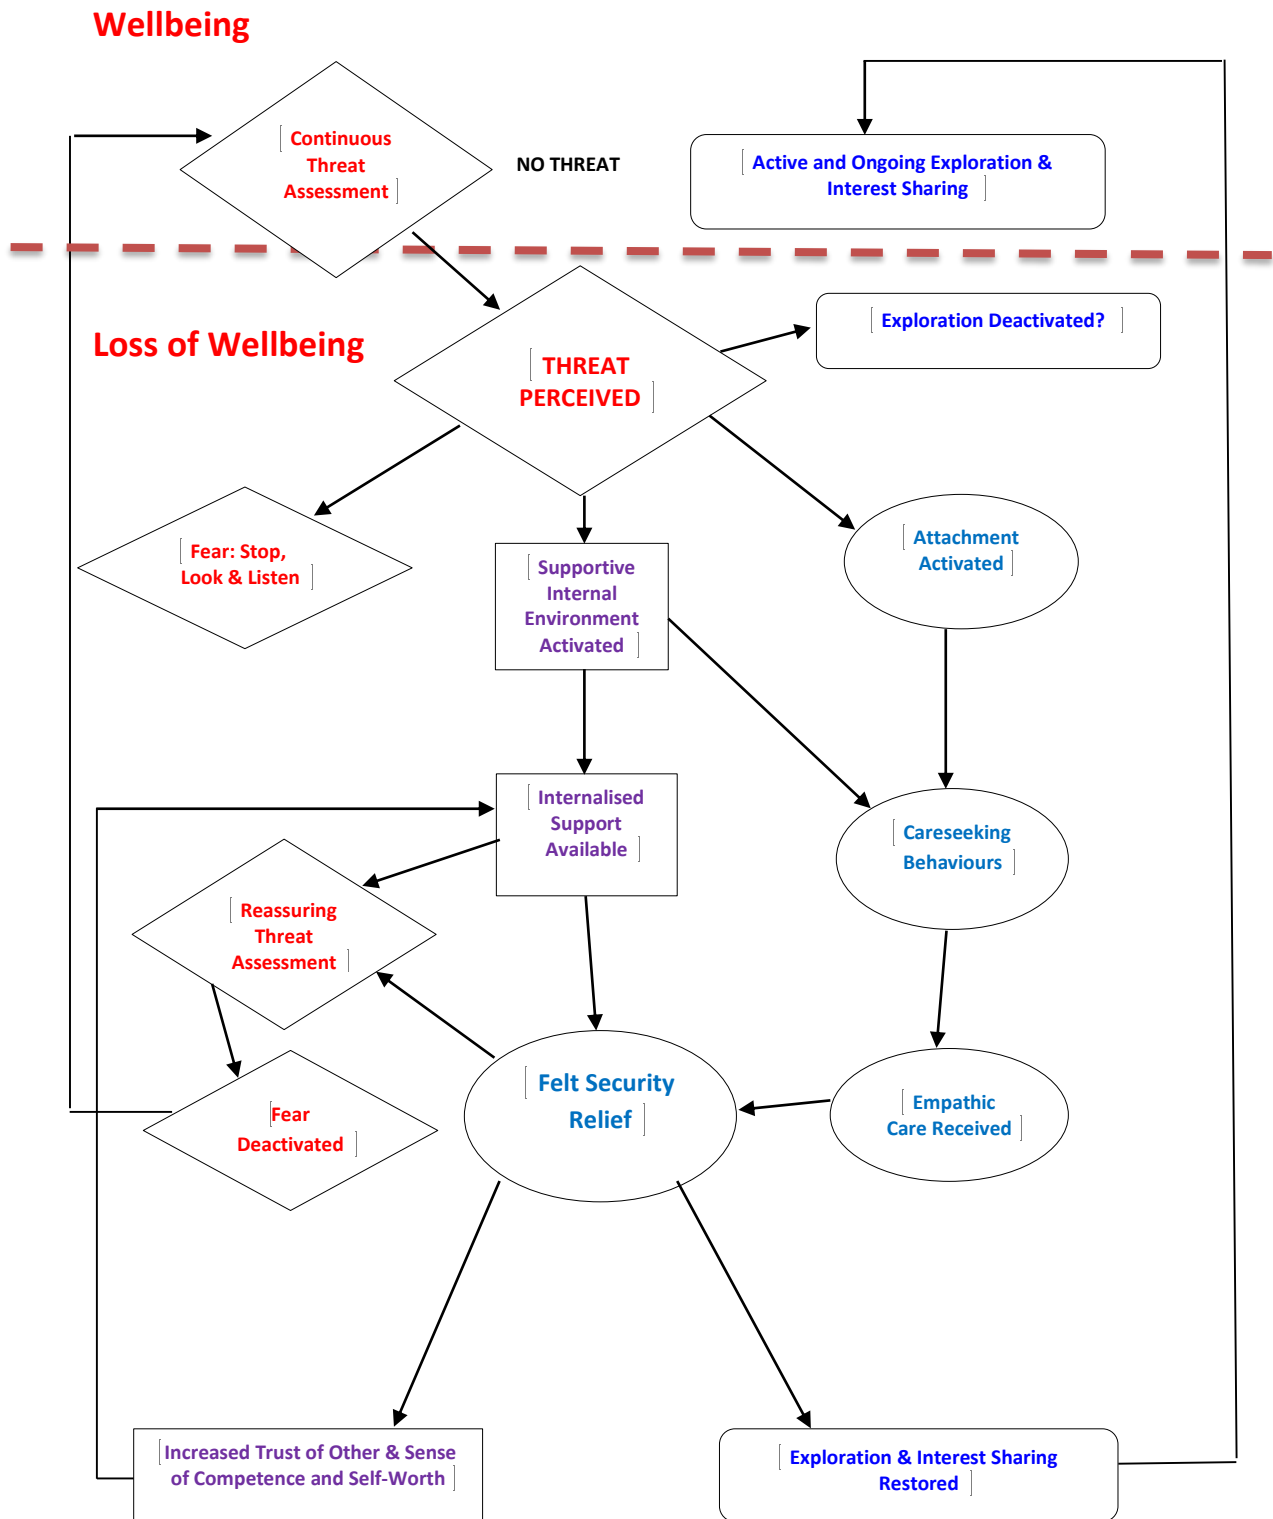 Wellbeing
Continuous
Threat
Assessment
NO THREAT
Active and Ongoing Exploration &
Interest Sharing
Exploration Deactivated?
Loss of Wellbeing
THREAT
PERCEIVED
Fear: Stop,
Look & Listen
Supportive
Internal
Environment
Activated
Attachment
Activated
Internalised
Support
Available
Careseeking
Behaviours
Reassuring
Threat
Assessment
Felt Security
Relief
Empathic
Care Received
Fear
Deactivated
Increased Trust of Other & Sense
of Competence and Self-Worth
Exploration & Interest Sharing
Restored